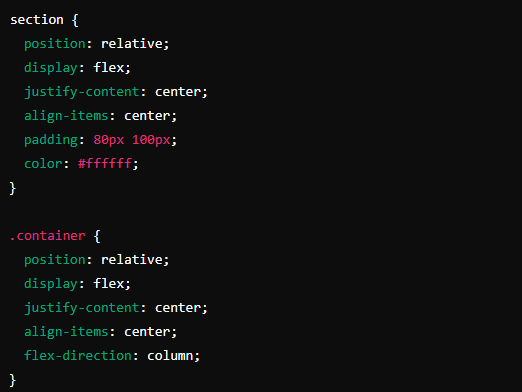 section {
  position: relative;
  display: flex;
  justify-content: center;
  align-items: center;
  padding: 80px 100px;
  color: #ffffff;
}

.container {
  position: relative;
  display: flex;
  justify-content: center;
  align-items: center;
  flex-direction: column;
}